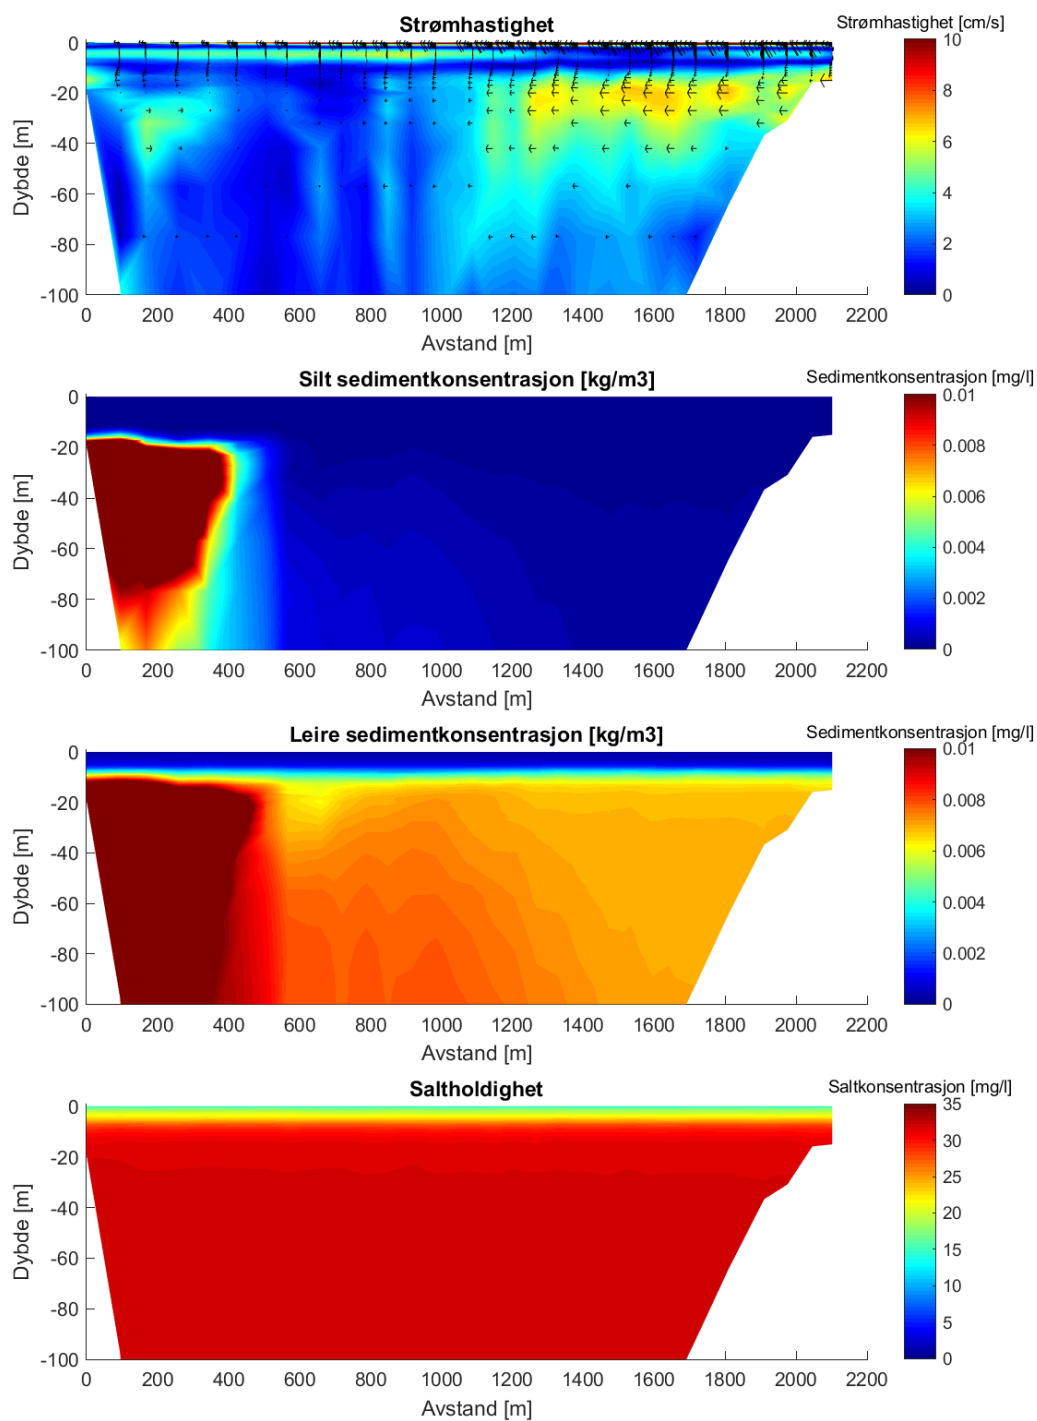 Strømhastighet
Strømhastighet [cm/s]
0
-20
-40
-60
-80
-100
Dybde [m]
0 200 400 600 800 1000 1200 1400 1600 1800 2000 2200
Avstand [m]
10
8
6
4
2
0
Silt sedimentkonsentrasjon [kg/m3]
Sedimentkonsentrasjon [mg/l]
0
-20
-40
-60
-80
-100
Dybde [m]
0 200 400 600 800 1000 1200 1400 1600 1800 2000 2200
Avstand [m]
0.01
0.008
0.006
0.004
0.002
0
Leire sedimentkonsentrasjon [kg/m3]
Sedimentkonsentrasjon [mg/l]
0
-20
-40
-60
-80
-100
Dybde [m]
0 200 400 600 800 1000 1200 1400 1600 1800 2000 2200
Avstand [m]
0.01
0.008
0.006
0.004
0.002
0
Saltholdighet
Saltkonsentrasjon [mg/l]
0
-20
-40
-60
-80
-100
Dybde [m]
0 200 400 600 800 1000 1200 1400 1600 1800 2000 2200
Avstand [m]
35
30
25
20
15
10
5
0